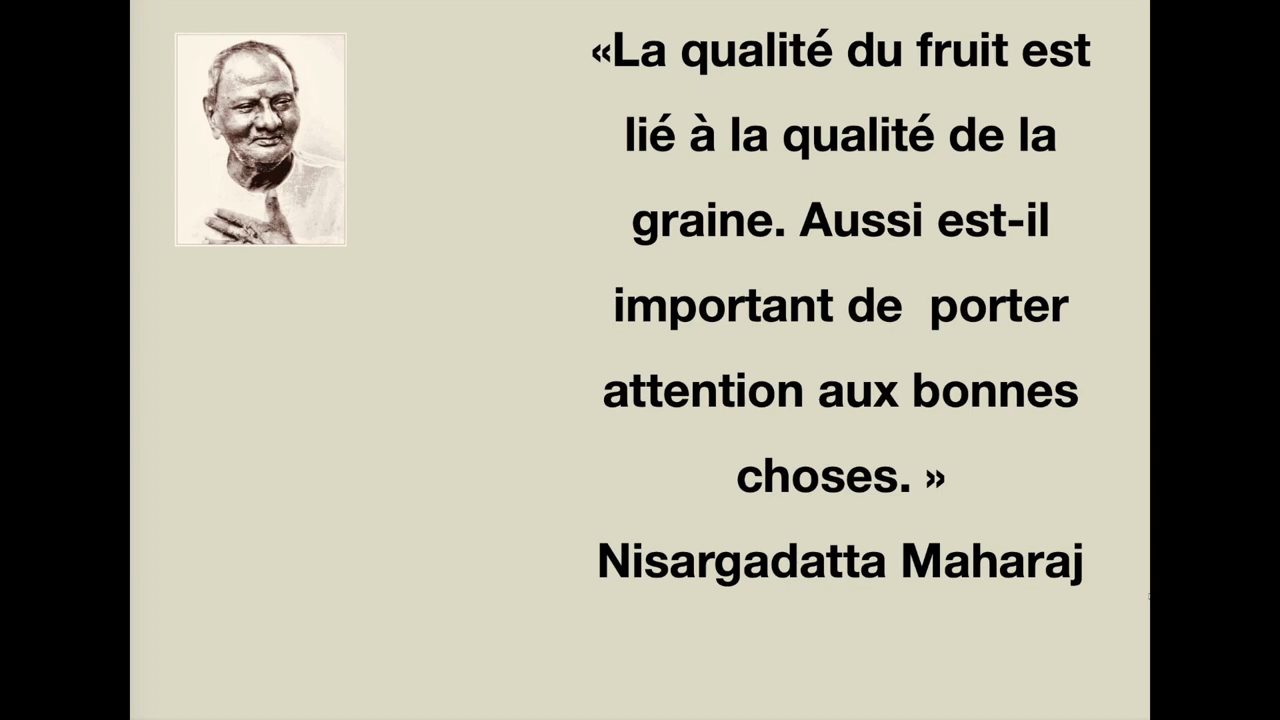 «La qualité du fruit est
lié à la qualité de la
graine. Aussi est-il
important de  porter
attention aux bonnes
choses. »
Nisargadatta Maharaj